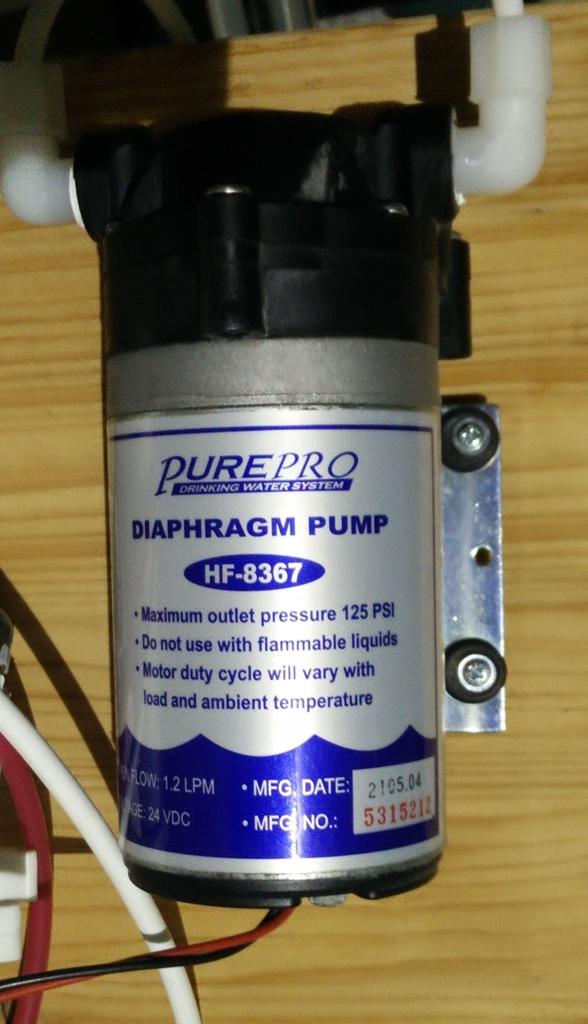 PUREPRO
DRINKING WATER SYSTEM
DIAPHRAGM PUMP
HF-8367
• Maximum outlet pressure 125 PSI
• Do not use with flammable liquids
• Motor duty cycle will vary with
load and ambient temperature
FLOW: 1.2 LPM
24 VDC
• MFG. DATE: 2105.04
• MFG. NO.: 5315212